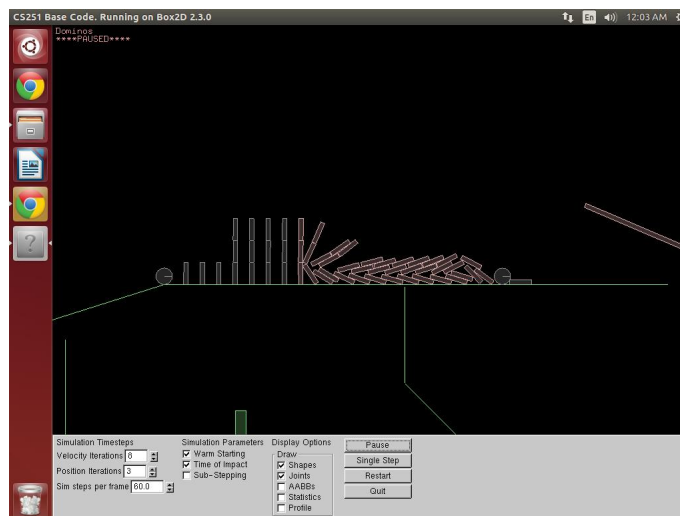 CS251 Base Code. Running on Box2D 2.3.0
En
12:03 AM
Dominos
****PAUSED****
Simulation Timesteps
Velocity Iterations 8
Position Iterations 3
Sim steps per frame 60.0
Simulation Parameters
Warm Starting
Time of Impact
Sub-Stepping
Display Options
Draw
Shapes
Joints
AABBs
Statistics
Profile
Pause
Single Step
Restart
Quit